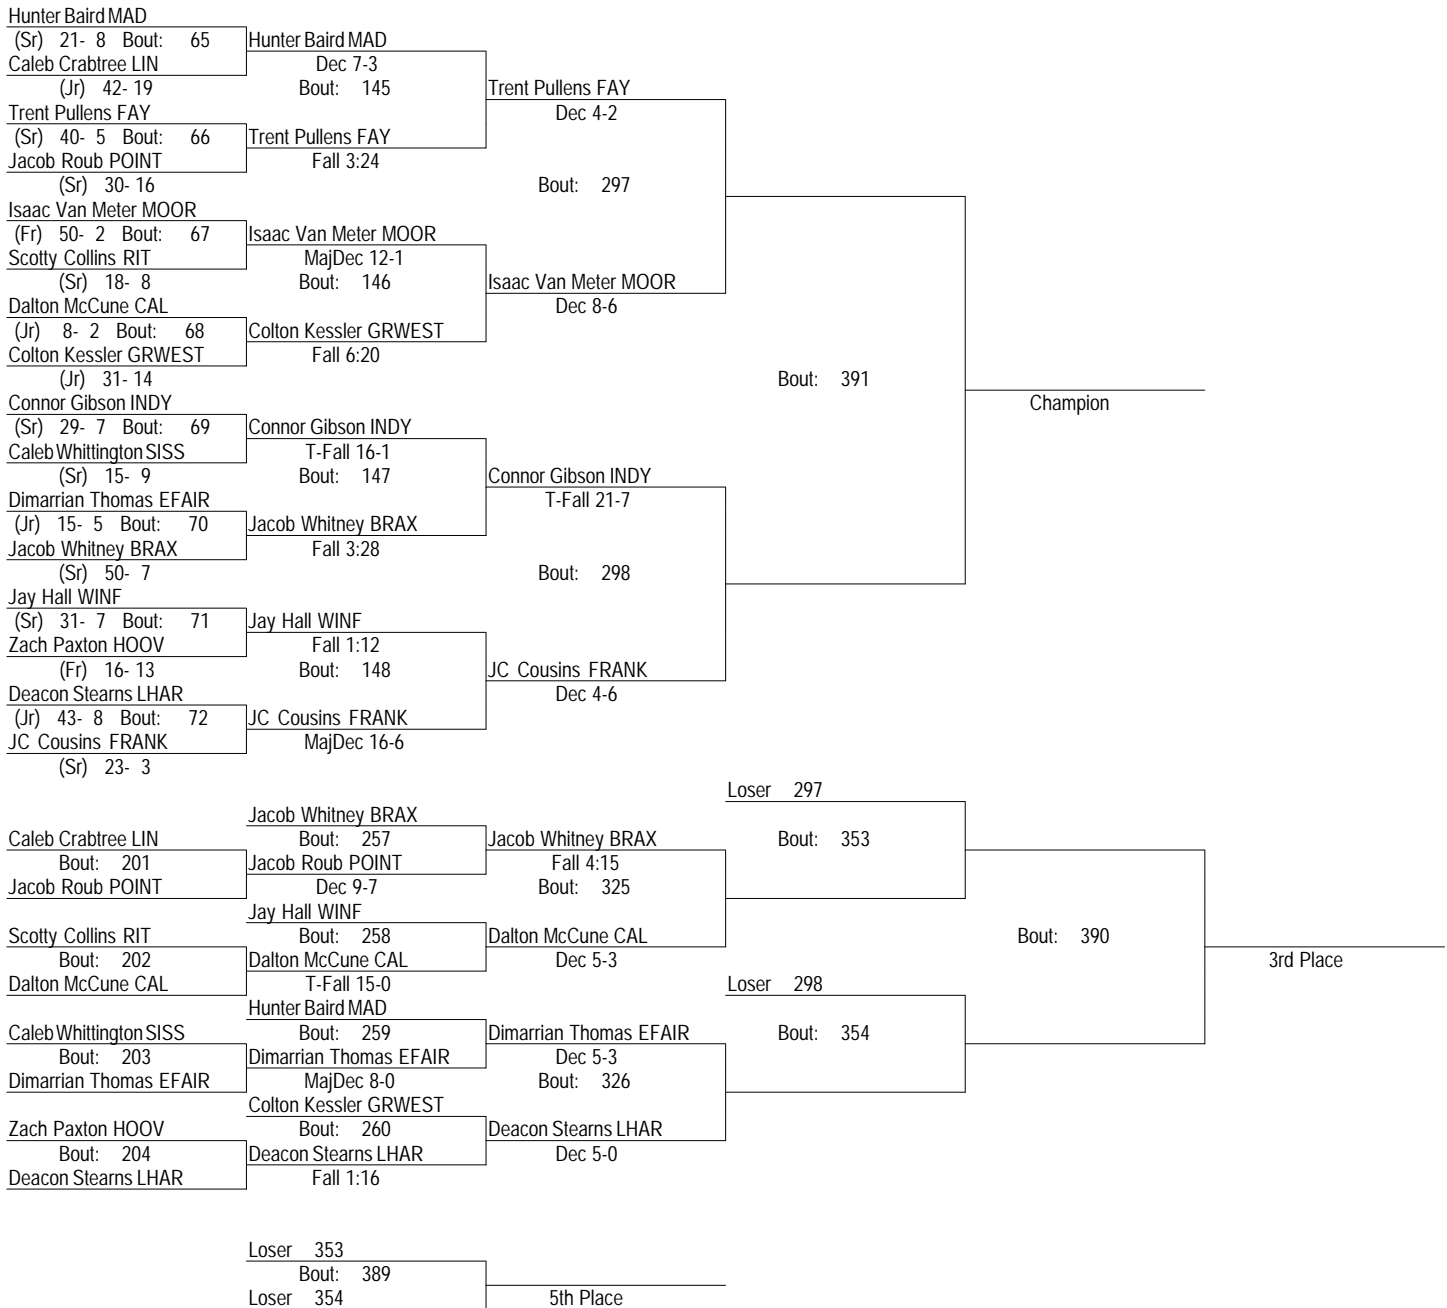 Hunter Baird MAD
(Sr) 21- 8 Bout: 65 Hunter Baird MAD
Caleb Crabtree LIN Dec 7-3
(Jr) 42- 19 Bout: 145 Trent Pullens FAY
Trent Pullens FAY Dec 4-2
(Sr) 40- 5 Bout: 66 Trent Pullens FAY
Jacob Roub POINT Fall 3:24
(Sr) 30- 16 Bout: 297
Isaac Van Meter MOOR
(Fr) 50- 2 Bout: 67 Isaac Van Meter MOOR
Scotty Collins RIT MajDec 12-1
(Sr) 18- 8 Bout: 146 Isaac Van Meter MOOR
Dalton McCune CAL Dec 8-6
(Jr) 8- 2 Bout: 68 Colton Kessler GRWEST
Colton Kessler GRWEST Fall 6:20
(Jr) 31- 14 Bout: 391
Connor Gibson INDY Champion
(Sr) 29- 7 Bout: 69 Connor Gibson INDY
Caleb Whittington SISS T-Fall 16-1
(Sr) 15- 9 Bout: 147 Connor Gibson INDY
Dimarrian Thomas EFAIR T-Fall 21-7
(Jr) 15- 5 Bout: 70 Jacob Whitney BRAX
Jacob Whitney BRAX Fall 3:28
(Sr) 50- 7 Bout: 298
Jay Hall WINF
(Sr) 31- 7 Bout: 71 Jay Hall WINF
Zach Paxton HOOV Fall 1:12
(Fr) 16- 13 Bout: 148 JC Cousins FRANK
Deacon Stearns LHAR Dec 4-6
(Jr) 43- 8 Bout: 72 JC Cousins FRANK
JC Cousins FRANK MajDec 16-6
(Sr) 23- 3
Loser 297
Jacob Whitney BRAX
Caleb Crabtree LIN Bout: 257 Jacob Whitney BRAX Bout: 353
Bout: 201 Jacob Roub POINT Fall 4:15
Jacob Roub POINT Dec 9-7 Bout: 325
Jay Hall WINF
Scotty Collins RIT Bout: 258 Dalton McCune CAL Bout: 390
Bout: 202 Dalton McCune CAL Dec 5-3 3rd Place
Dalton McCune CAL T-Fall 15-0 Loser 298
Hunter Baird MAD
Caleb Whittington SISS Bout: 259 Dimarrian Thomas EFAIR Bout: 354
Bout: 203 Dimarrian Thomas EFAIR Dec 5-3
Dimarrian Thomas EFAIR MajDec 8-0 Bout: 326
Colton Kessler GRWEST
Zach Paxton HOOV Bout: 260 Deacon Stearns LHAR
Bout: 204 Deacon Stearns LHAR Dec 5-0
Deacon Stearns LHAR Fall 1:16
Loser 353
Bout: 389
Loser 354 5th Place